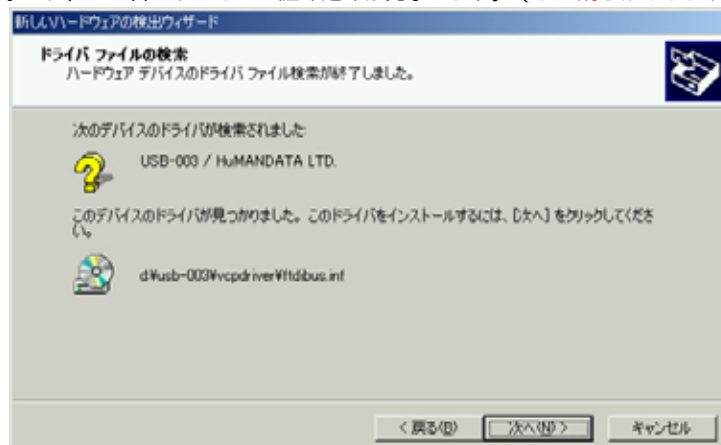 新しいハードウェアの検出ウィザード
ドライバ ファイルの検索
ハードウェア デバイスのドライバ ファイル検索が終了しました。
次のデバイスのドライバが検索されました:
USB-003 / HuMANDATA LTD.
このデバイスのドライバが見つかりました。このドライバをインストールするには、[次へ] をクリックしてくださ
い。
d¥usb-003¥vcpdriver¥ftdibus.inf
< 戻る(B)
次へ(N) >
キャンセル